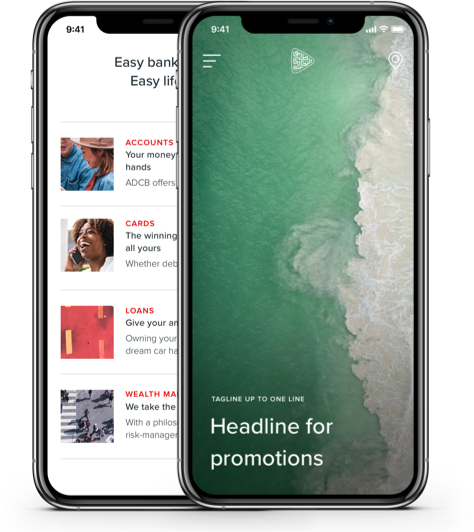 9:41
Easy bank
Easy life
ACCOUNTS
Your money'
hands
ADCB offers
CARDS
The winning
all yours
Whether deb
LOANS
Give your an
Owning your
dream car ha
WEALTH MA
We take the
With a philos
risk-manager
9:41
TAGLINE UP TO ONE LINE
Headline for
promotions